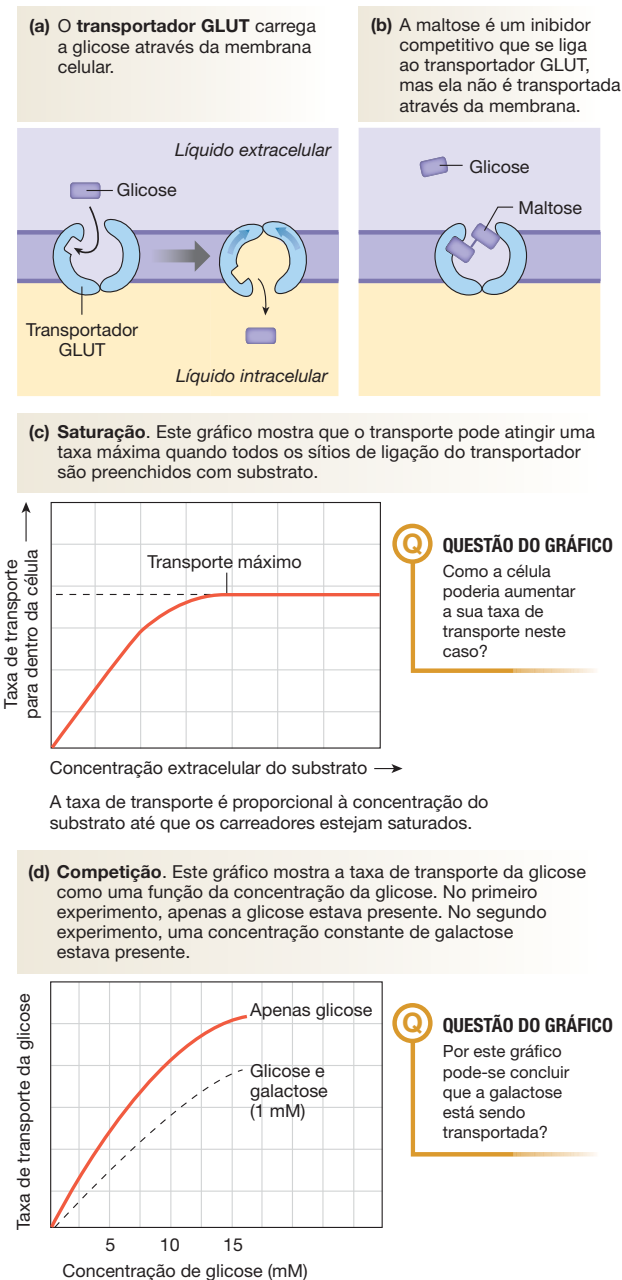 (a) O transportador GLUT carrega
a glicose através da membrana
celular.
(b) A maltose é um inibidor
competitivo que se liga
ao transportador GLUT,
mas ela não é transportada
através da membrana.
Líquido extracelular
Glicose
Transportador
GLUT
Líquido intracelular
Glicose
Maltose
(c) Saturação. Este gráfico mostra que o transporte pode atingir uma
taxa máxima quando todos os sítios de ligação do transportador
são preenchidos com substrato.
Taxa de transporte
para dentro da célula
Transporte máximo
Concentração extracelular do substrato
Q QUESTÃO DO GRÁFICO
Como a célula
poderia aumentar
a sua taxa de
transporte neste
caso?
A taxa de transporte é proporcional à concentração do
substrato até que os carreadores estejam saturados.
(d) Competição. Este gráfico mostra a taxa de transporte da glicose
como uma função da concentração da glicose. No primeiro
experimento, apenas a glicose estava presente. No segundo
experimento, uma concentração constante de galactose
estava presente.
Taxa de transporte da glicose
Apenas glicose
Glicose e
galactose
(1 mM)
5 10 15
Concentração de glicose (mM)
Q QUESTÃO DO GRÁFICO
Por este gráfico
pode-se concluir
que a galactose
está sendo
transportada?